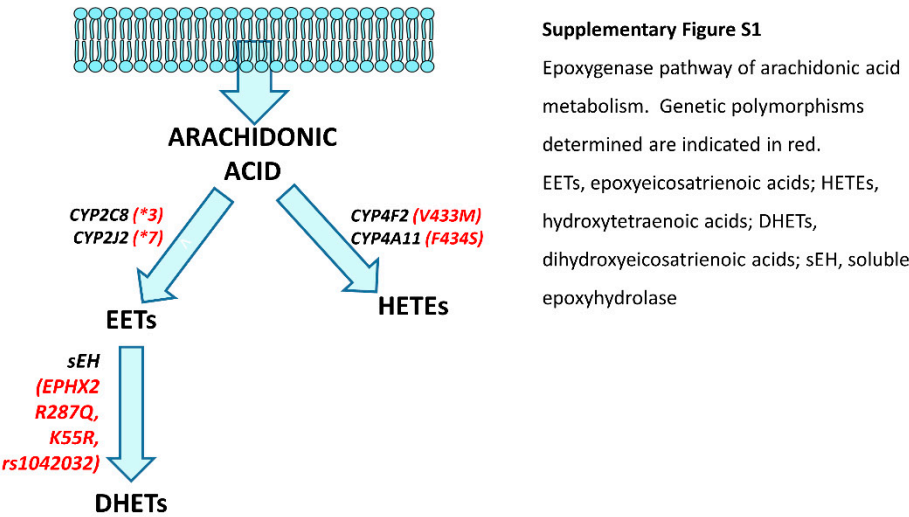 Supplementary Figure S1
Epoxygenase pathway of arachidonic acid
metabolism. Genetic polymorphisms
determined are indicated in red.
EETs, epoxyeicosatrienoic acids; HETEs,
hydroxytetraenoic acids; DHETs,
dihydroxyeicosatrienoic acids; sEH, soluble
epoxyhydrolase
ARACHIDONIC
ACID
CYP2C8 (*3)
CYP2J2 (*7)
CYP4F2 (V433M)
CYP4A11 (F434S)
EETs
HETEs
sEH
(EPHX2
R287Q,
K55R,
rs1042032)
DHETs